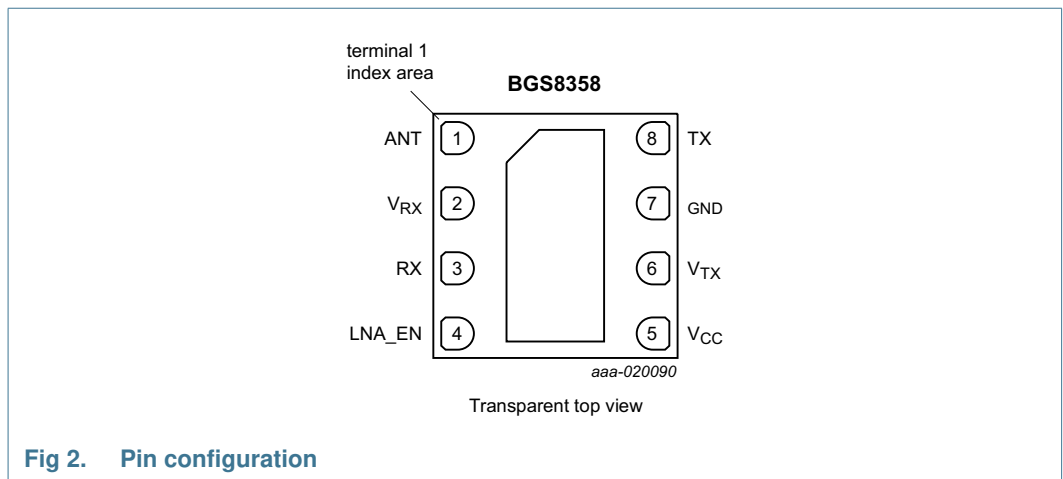 terminal 1
index area
BGS8358
ANT 1 8 TX
VRX 2 7 GND
RX 3 6 VTX
LNA_EN 4 5 VCC
aaa-020090
Transparent top view
Fig 2. Pin configuration